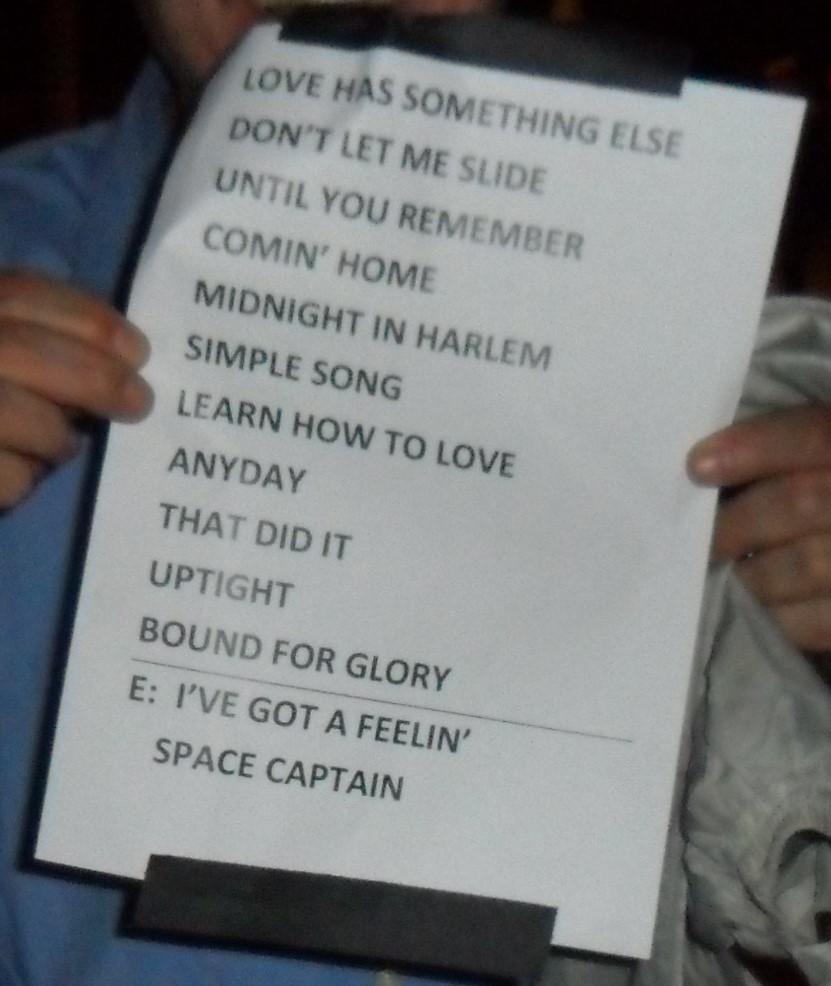 LOVE HAS SOMETHING ELSE
DON'T LET ME SLIDE
UNTIL YOU REMEMBER
COMIN' HOME
MIDNIGHT IN HARLEM
SIMPLE SONG
LEARN HOW TO LOVE
ANYDAY
THAT DID IT
UPTIGHT
BOUND FOR GLORY
E: I'VE GOT A FEELIN'
SPACE CAPTAIN